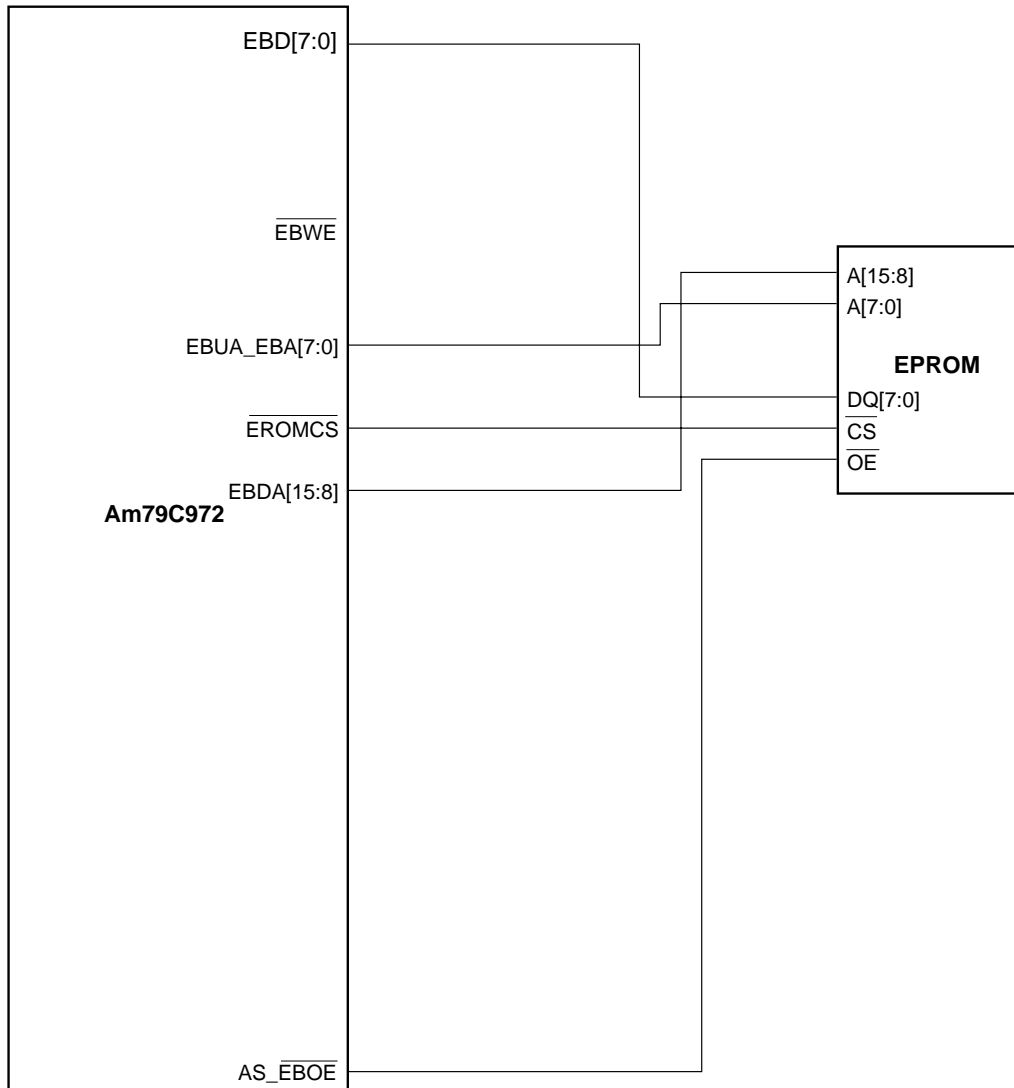 EBD[7:0]
EBWE
A[15:8]
A[7:0]
EBUA_EBA[7:0]
EPROM
DQ[7:0]
EROMCS
CS
OE
EBDA[15:8]
Am79C972
AS_EBOE